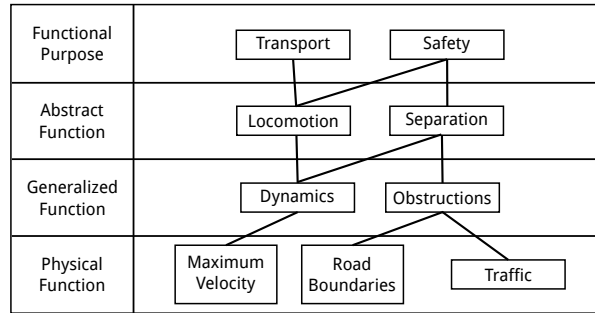 Functional
Purpose
Transport
Safety
Abstract
Function
Locomotion
Separation
Generalized
Function
Dynamics
Obstructions
Physical
Function
Maximum
Velocity
Road
Boundaries
Traffic